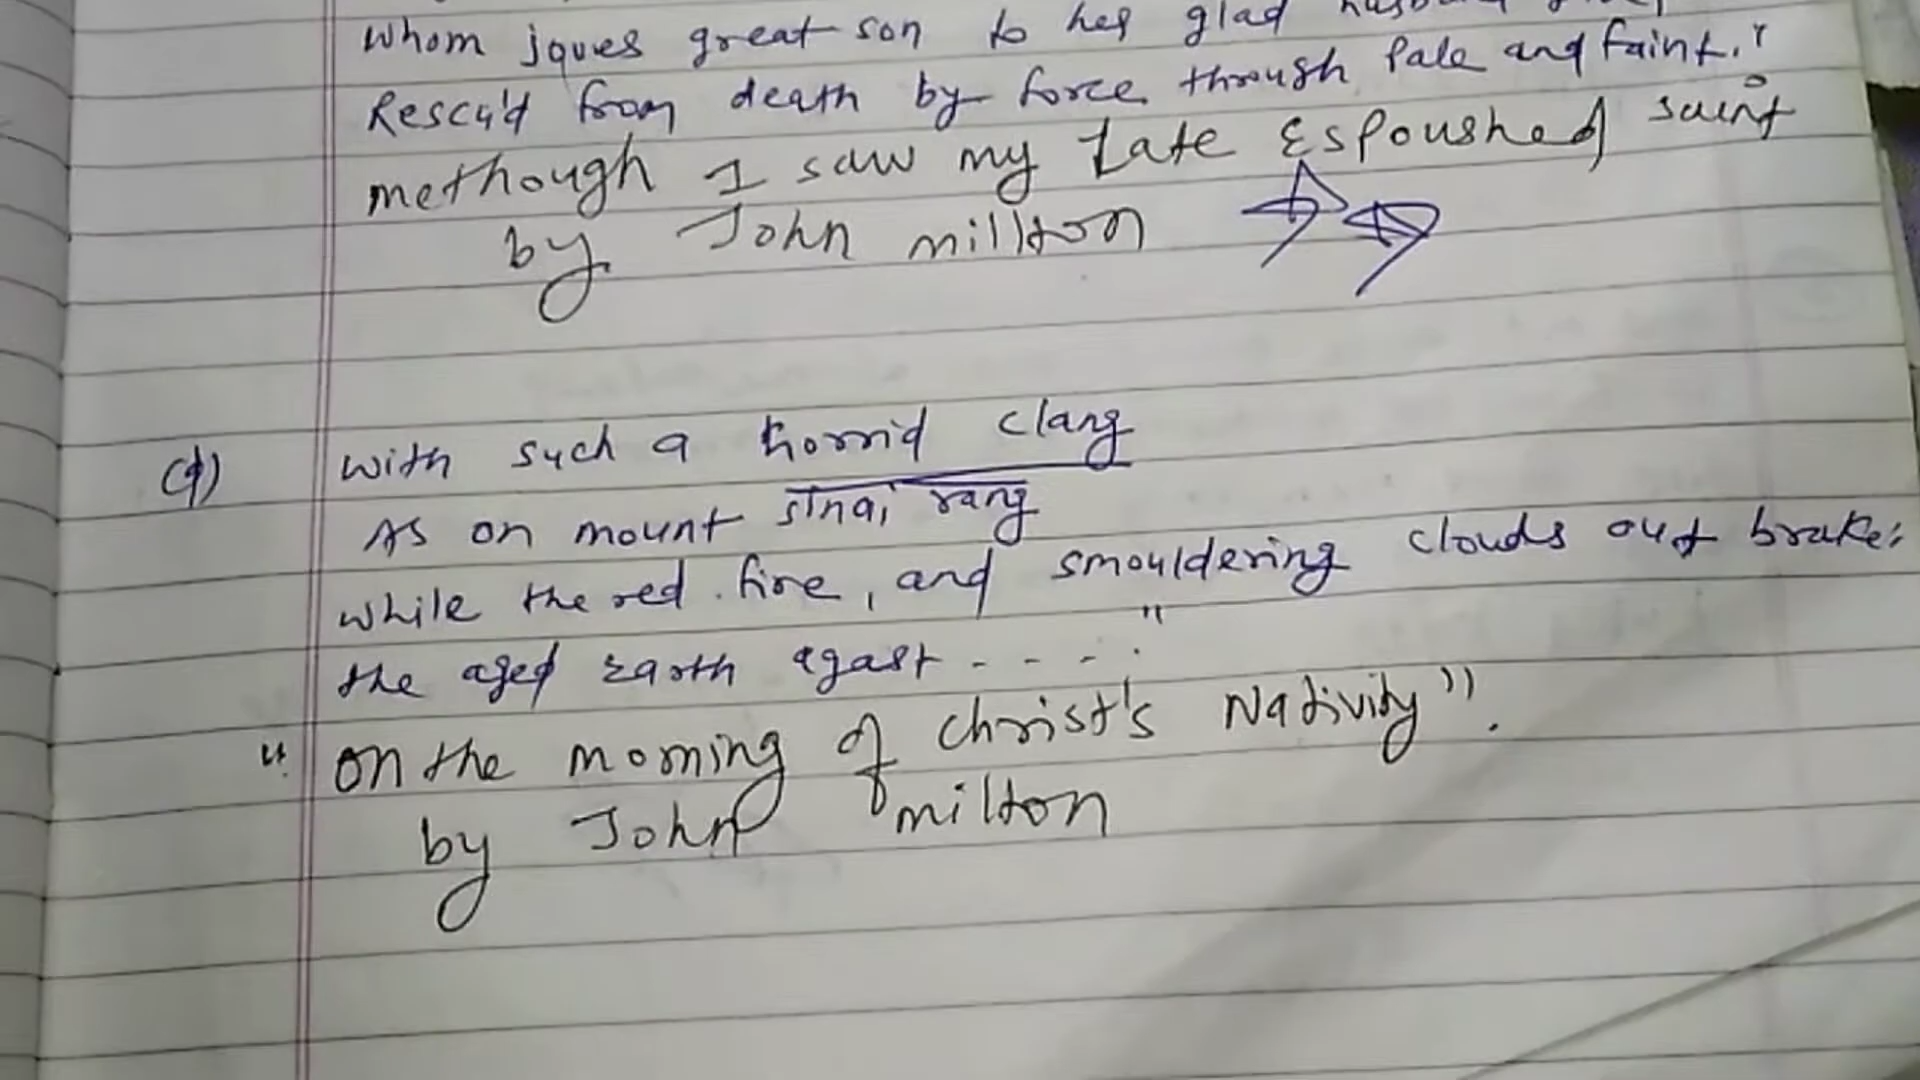 whom joves great son to her glad husband
Rescu'd from death by force through Pale and faint."
methough I saw my Late Espoushed saint
by John millton
(d) with such a horrid clang
As on mount sinai rang
while the red fire, and smouldering clouds out brake:
the aged Earth agast - - - . "
" on the morning of christ's Nativity".
by John milton